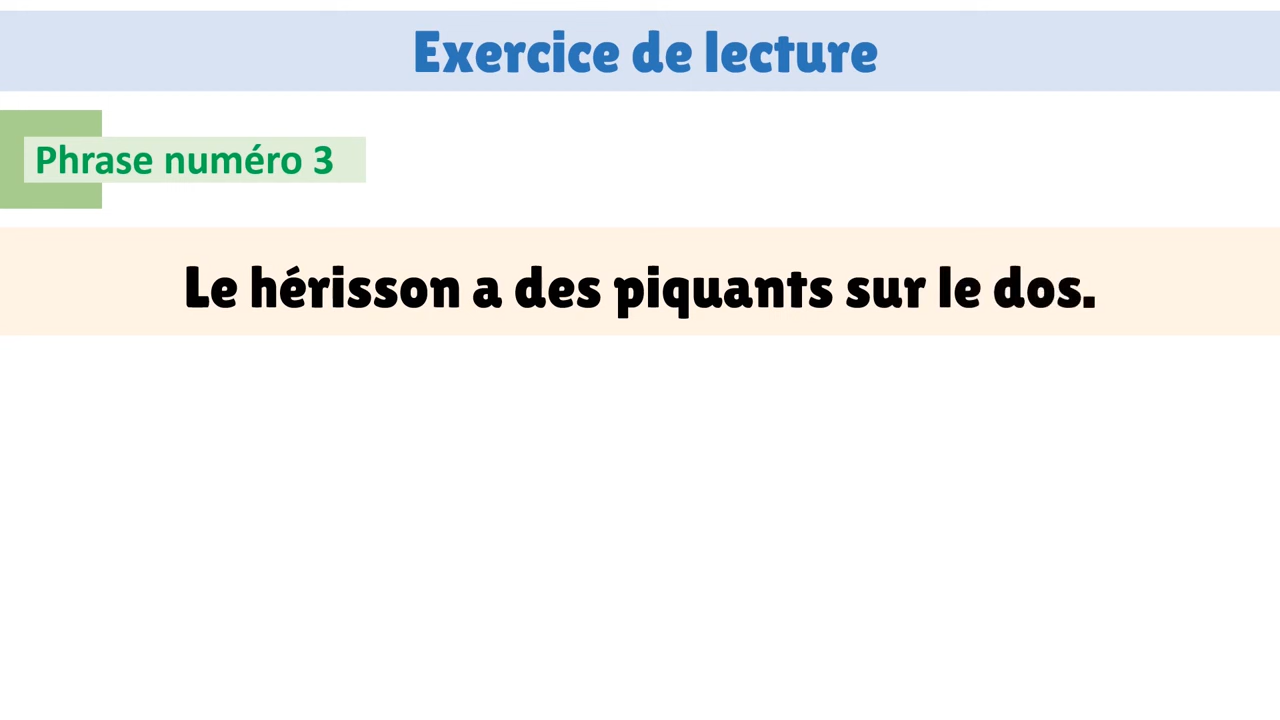 Exercice de lecture
Phrase numéro 3
Le hérisson a des piquants sur le dos.